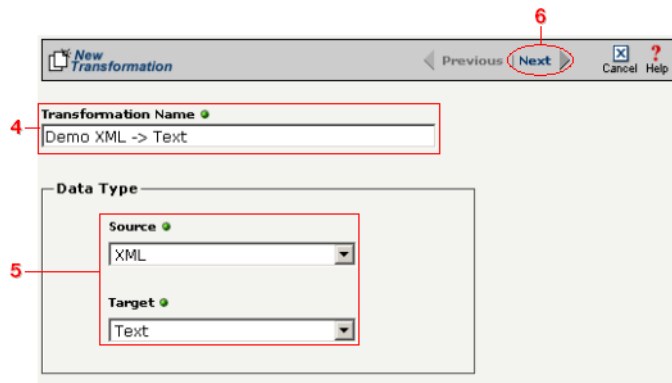 6
New
Transformation
Previous Next
Cancel ? Help
Transformation Name
4
Demo XML -> Text
Data Type
Source
XML
5
Target
Text